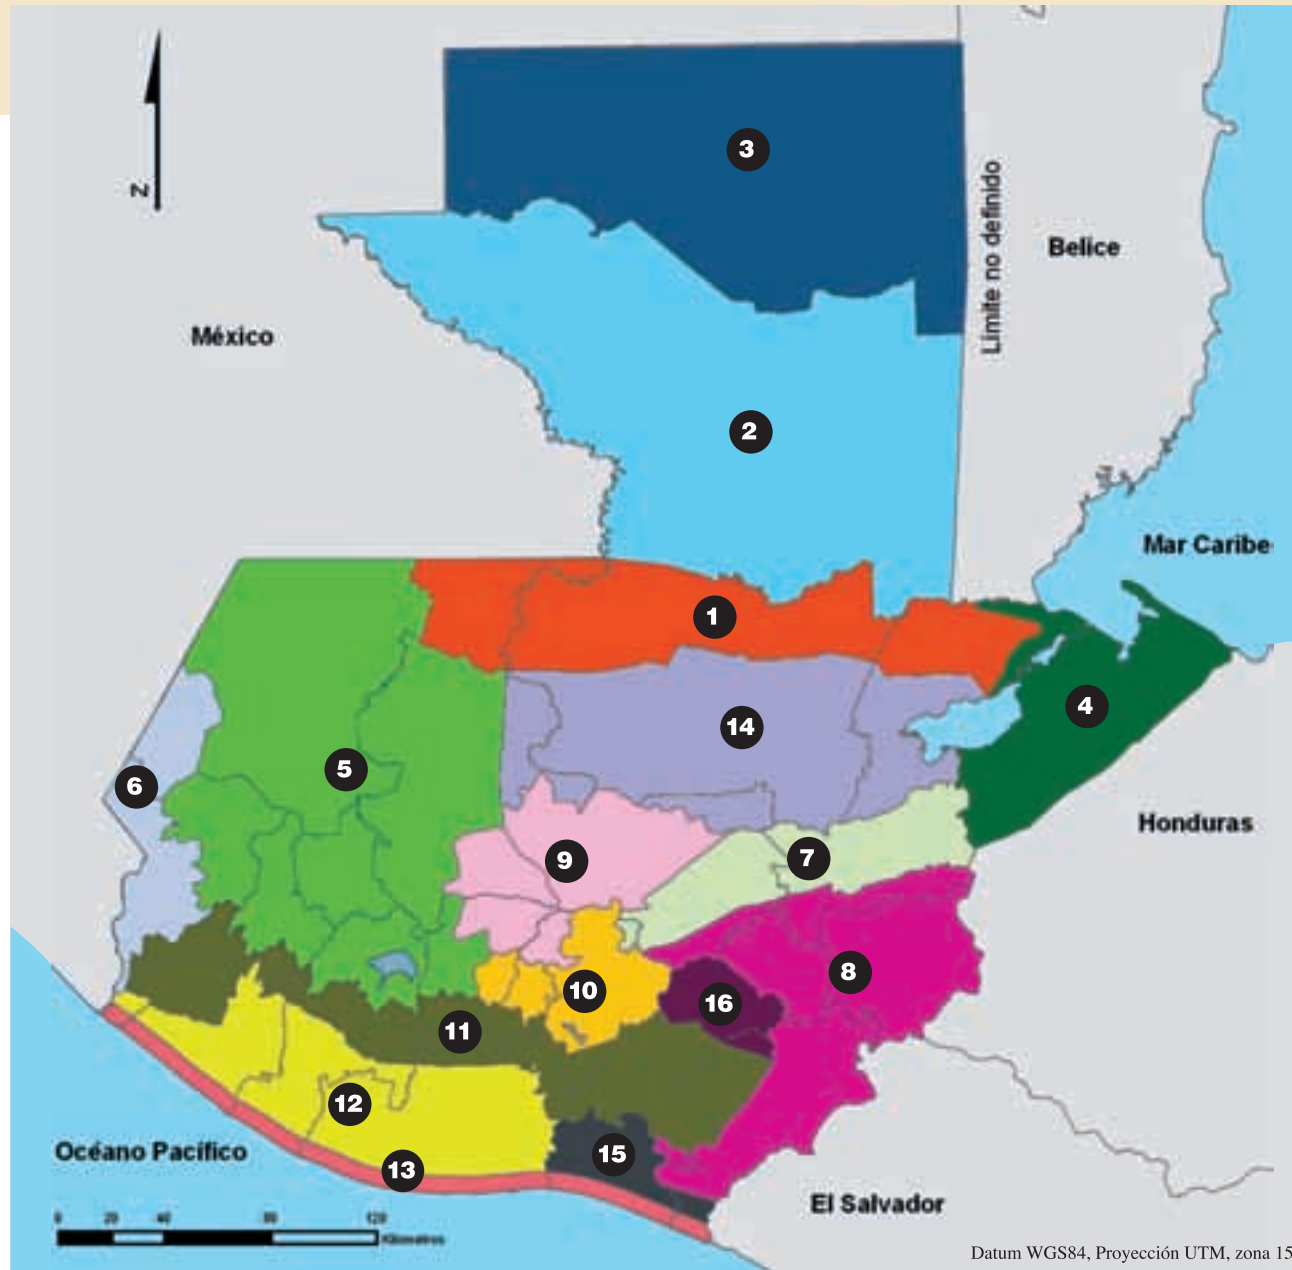 Z
3
Límite no definido
Belice
México
2
Mar Caribe
1
4
14
5
6
Honduras
7
9
8
10
16
11
12
15
Océano Pacífico
13
El Salvador
0 20 40 80 120
Kilometros
Datum WGS84, Proyección UTM, zona 15